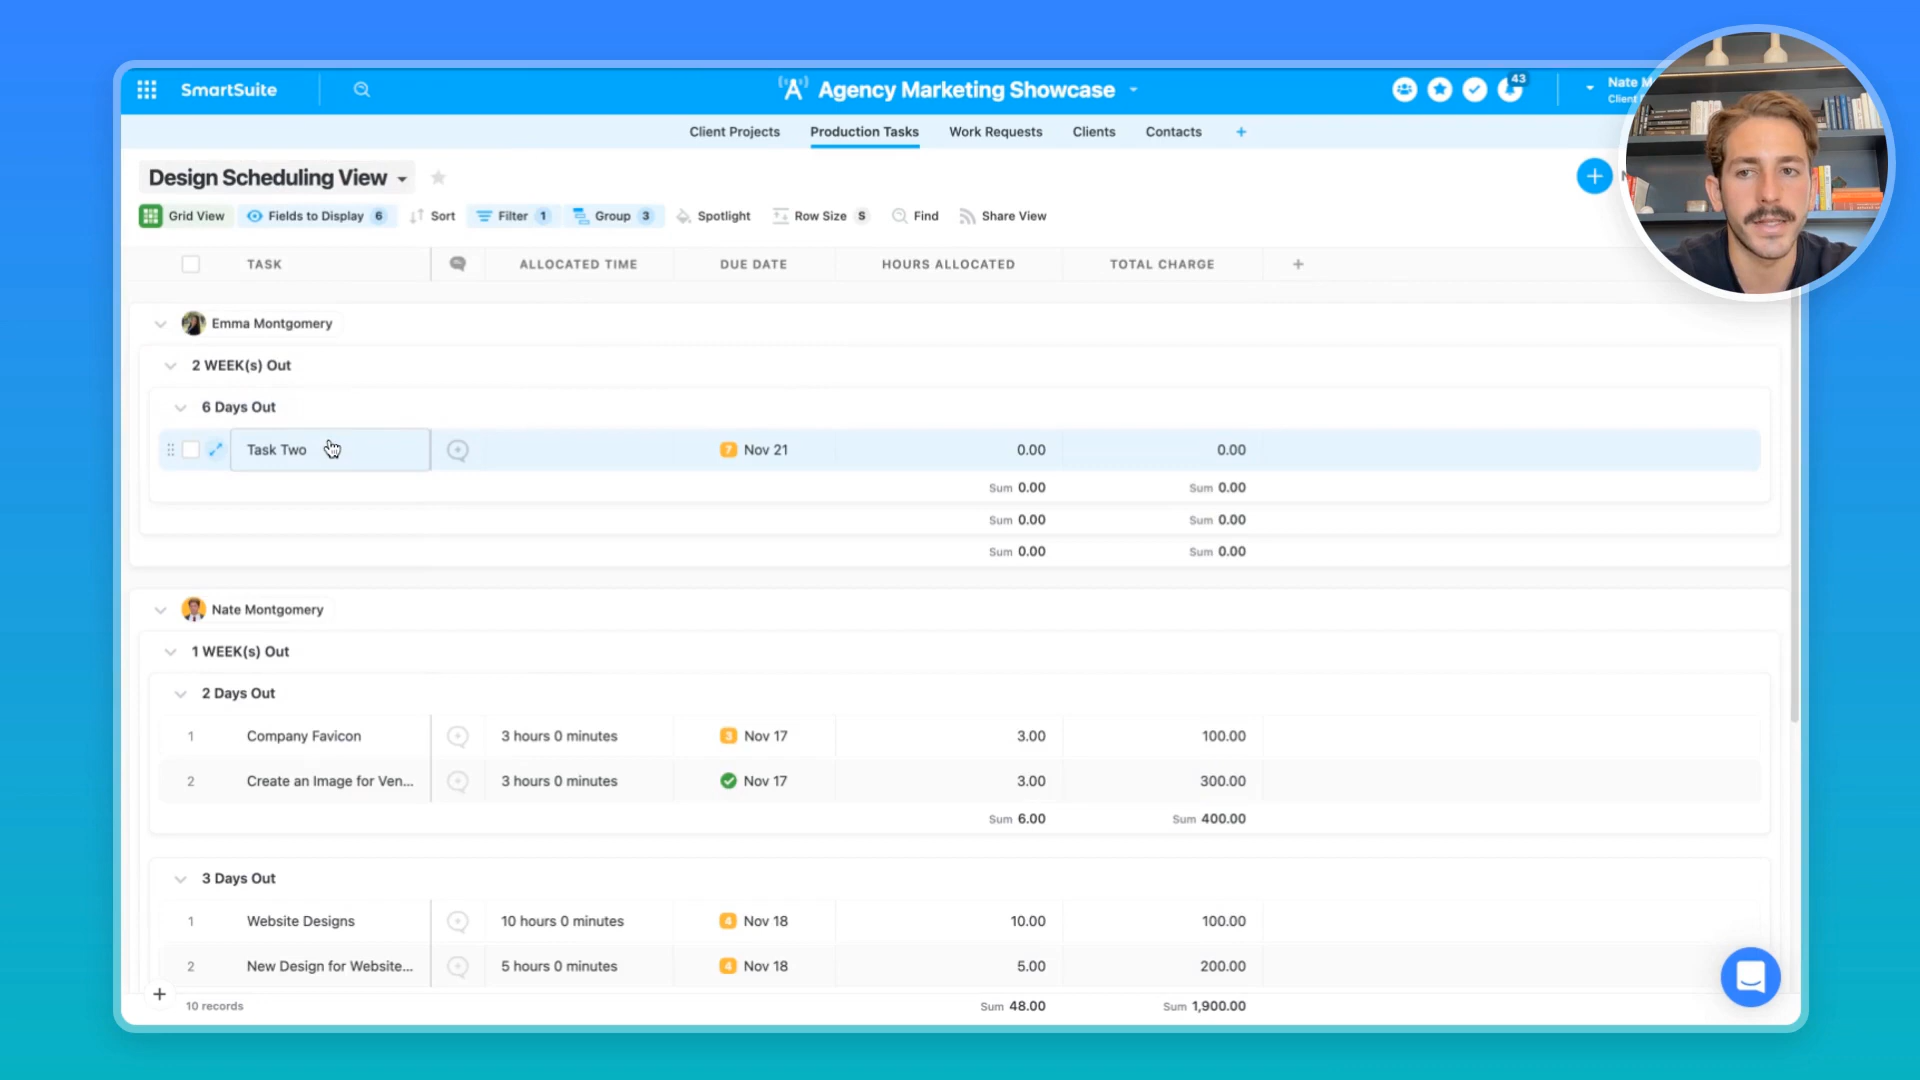 SmartSuite
Agency Marketing Showcase
43
Nate M
Client
Client Projects Production Tasks Work Requests Clients Contacts +
Design Scheduling View
Grid View Fields to Display 6 Sort Filter 1 Group 3 Spotlight Row Size S Find Share View
TASK ALLOCATED TIME DUE DATE HOURS ALLOCATED TOTAL CHARGE +
Emma Montgomery
2 WEEK(s) Out
6 Days Out
Task Two 7 Nov 21 0.00 0.00
Sum 0.00 Sum 0.00
Sum 0.00 Sum 0.00
Sum 0.00 Sum 0.00
Nate Montgomery
1 WEEK(s) Out
2 Days Out
1 Company Favicon 3 hours 0 minutes 3 Nov 17 3.00 100.00
2 Create an Image for Ven... 3 hours 0 minutes Nov 17 3.00 300.00
Sum 6.00 Sum 400.00
3 Days Out
1 Website Designs 10 hours 0 minutes 4 Nov 18 10.00 100.00
2 New Design for Website... 5 hours 0 minutes 4 Nov 18 5.00 200.00
+ 10 records Sum 48.00 Sum 1,900.00